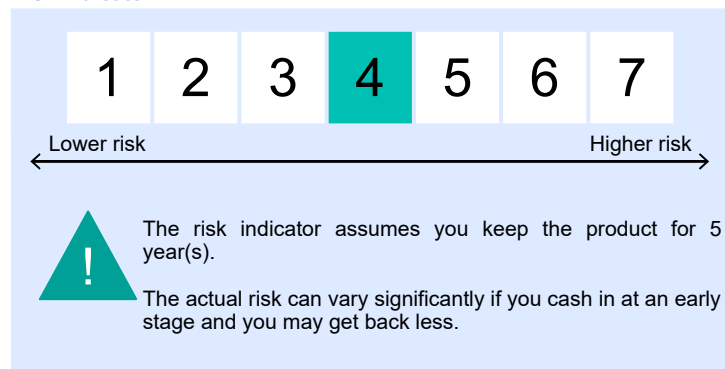 1 2 3 4 5 6 7
Lower risk Higher risk
!
The risk indicator assumes you keep the product for 5
year(s).
The actual risk can vary significantly if you cash in at an early
stage and you may get back less.